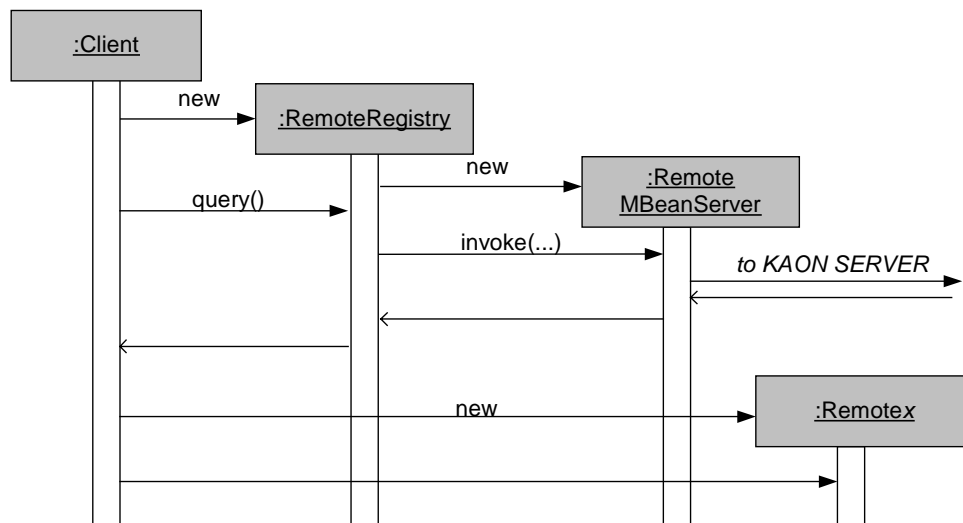 :Client
new
:RemoteRegistry
new
:Remote
MBeanServer
query()
invoke(...)
to KAON SERVER
new
:Remotex